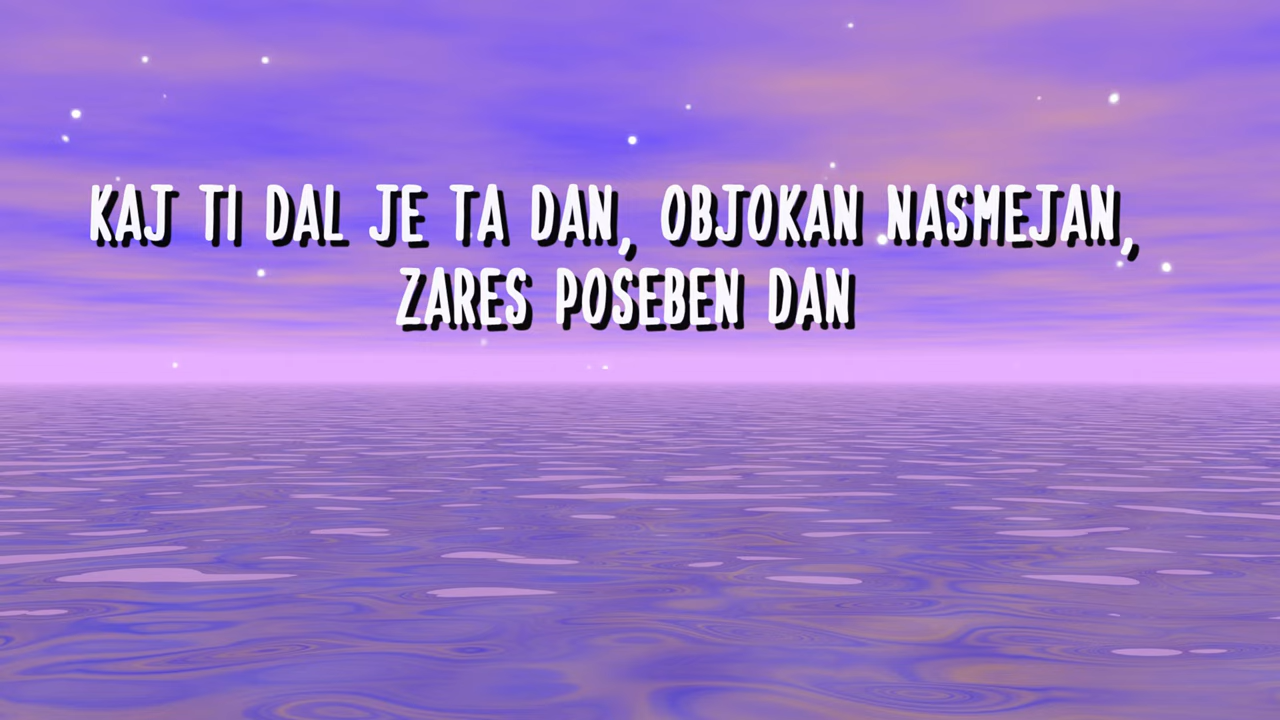 KAJ TI DAL JE TA DAN, OBJOKAN NASMEJAN,
ZARES POSEBEN DAN